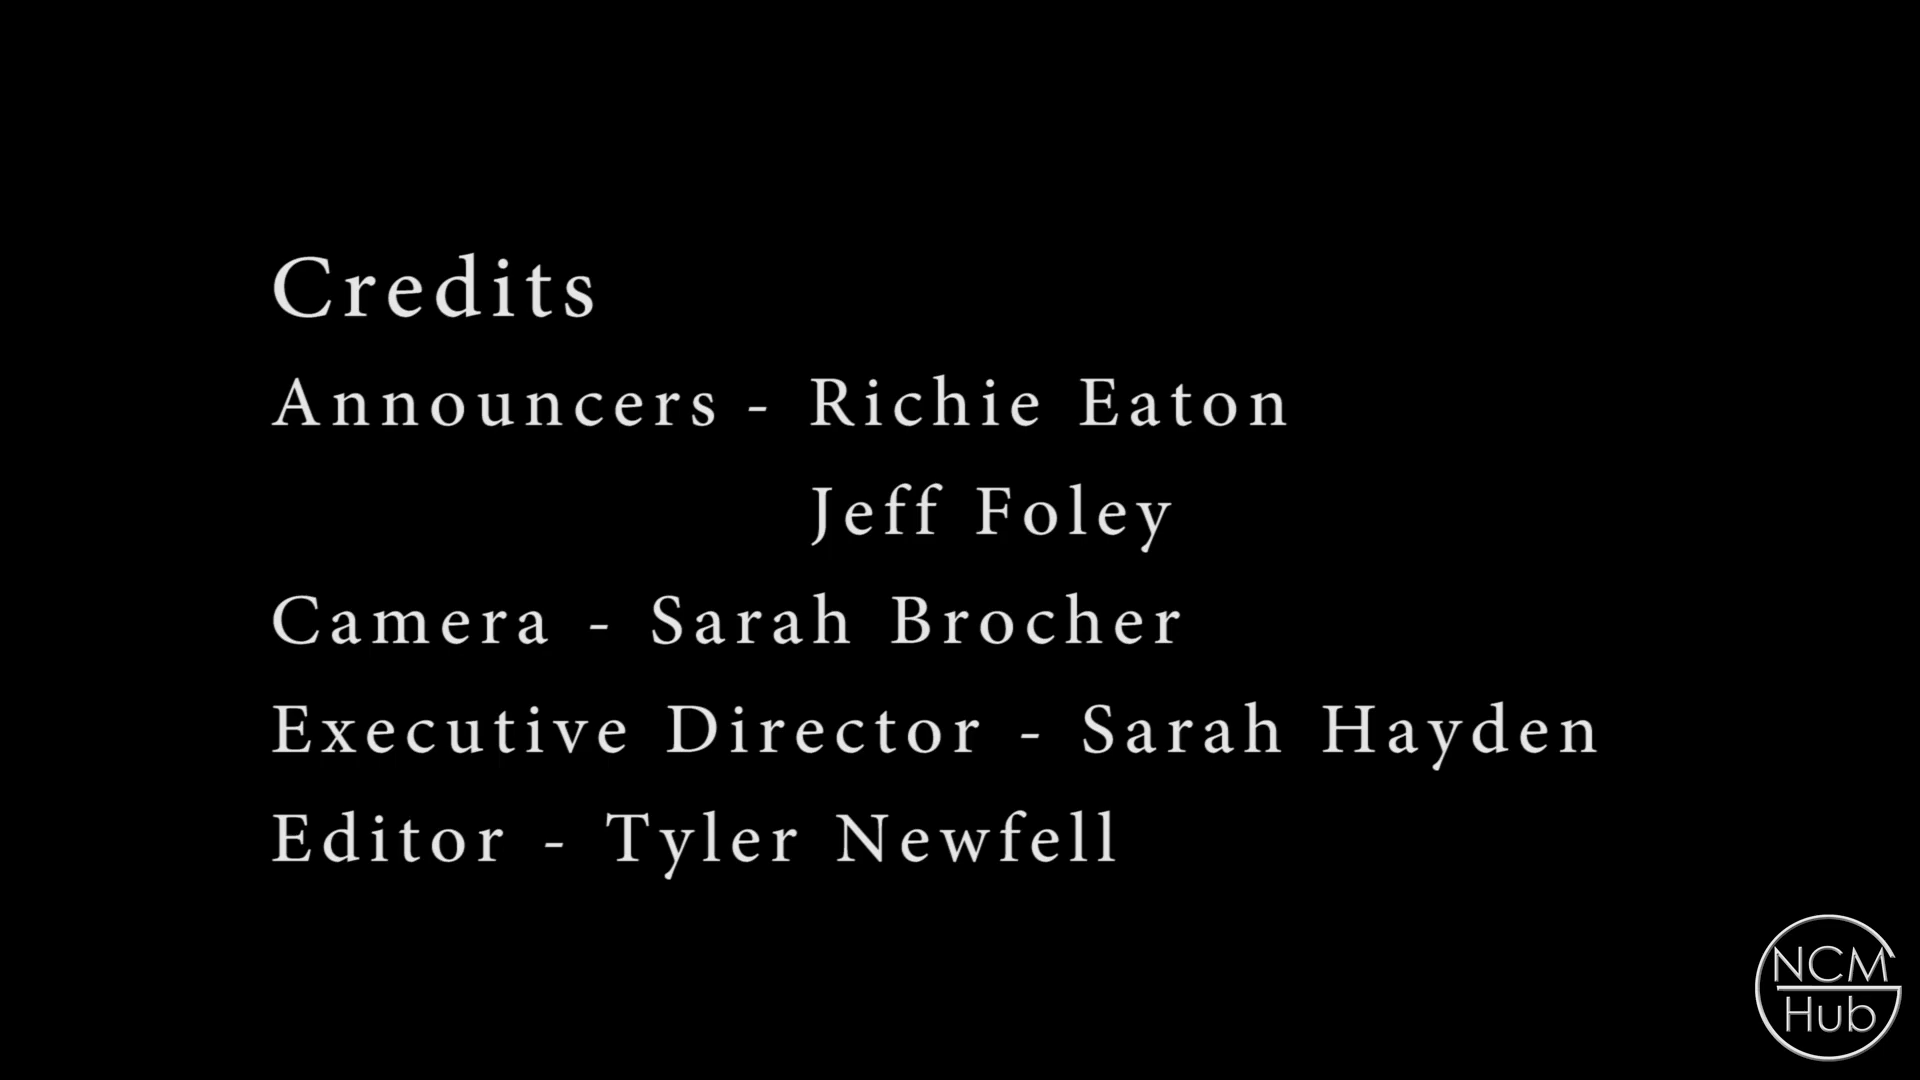 Credits
Announcers - Richie Eaton
Jeff Foley
Camera - Sarah Brocher
Executive Director - Sarah Hayden
Editor - Tyler Newfell
NCM
Hub